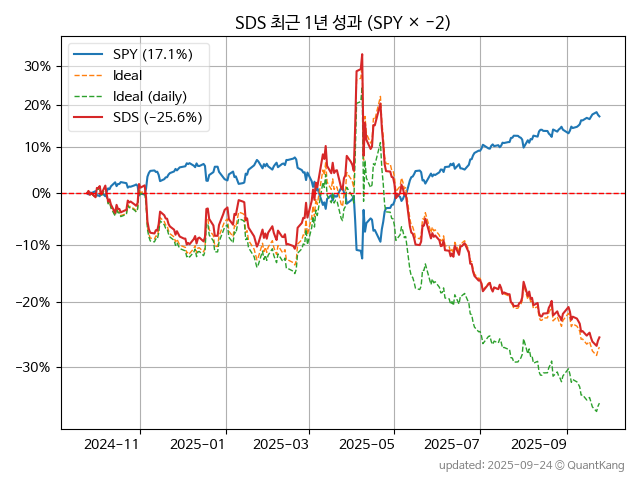 SDS 최근 1년 성과 (SPY × −2)
SPY (17.1%)
Ideal
Ideal (daily)
SDS (−25.6%)
30%
20%
10%
0%
−10%
−20%
−30%
2024−11 2025−01 2025−03 2025−05 2025−07 2025−09
updated: 2025−09−24 © QuantKang